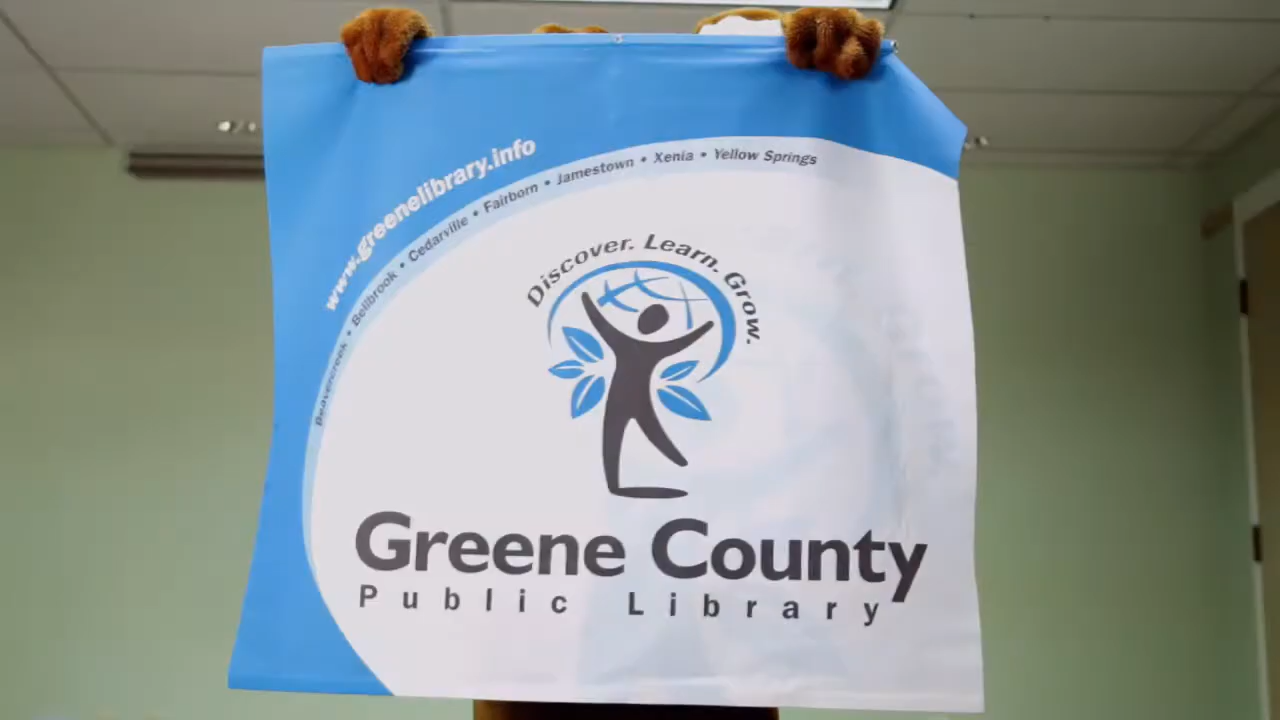 www.greenelibrary.info
Beavercreek • Bellbrook • Cedarville • Fairborn • Jamestown • Xenia • Yellow Springs
Discover. Learn. Grow.
Greene County
Public Library